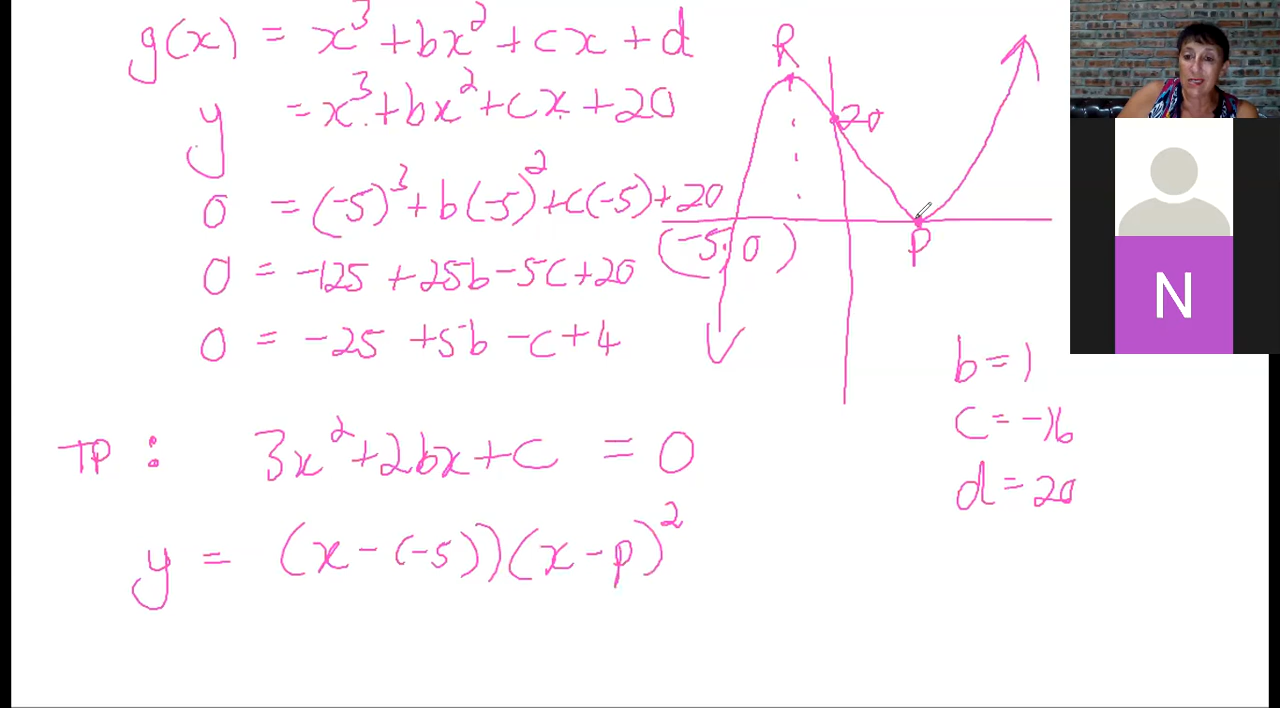 g(x) = x³ + bx² + cx + d
y = x³ + bx² + cx + 20
0 = (-5)³ + b(-5)² + c(-5) + 20
0 = -125 + 25b - 5c + 20
0 = -25 + 5b - c + 4
TP : 3x² + 2bx + c = 0
y = (x - (-5))(x - p)²
R
20
(-5; 0)
P
b = 1
c = -16
d = 20
N